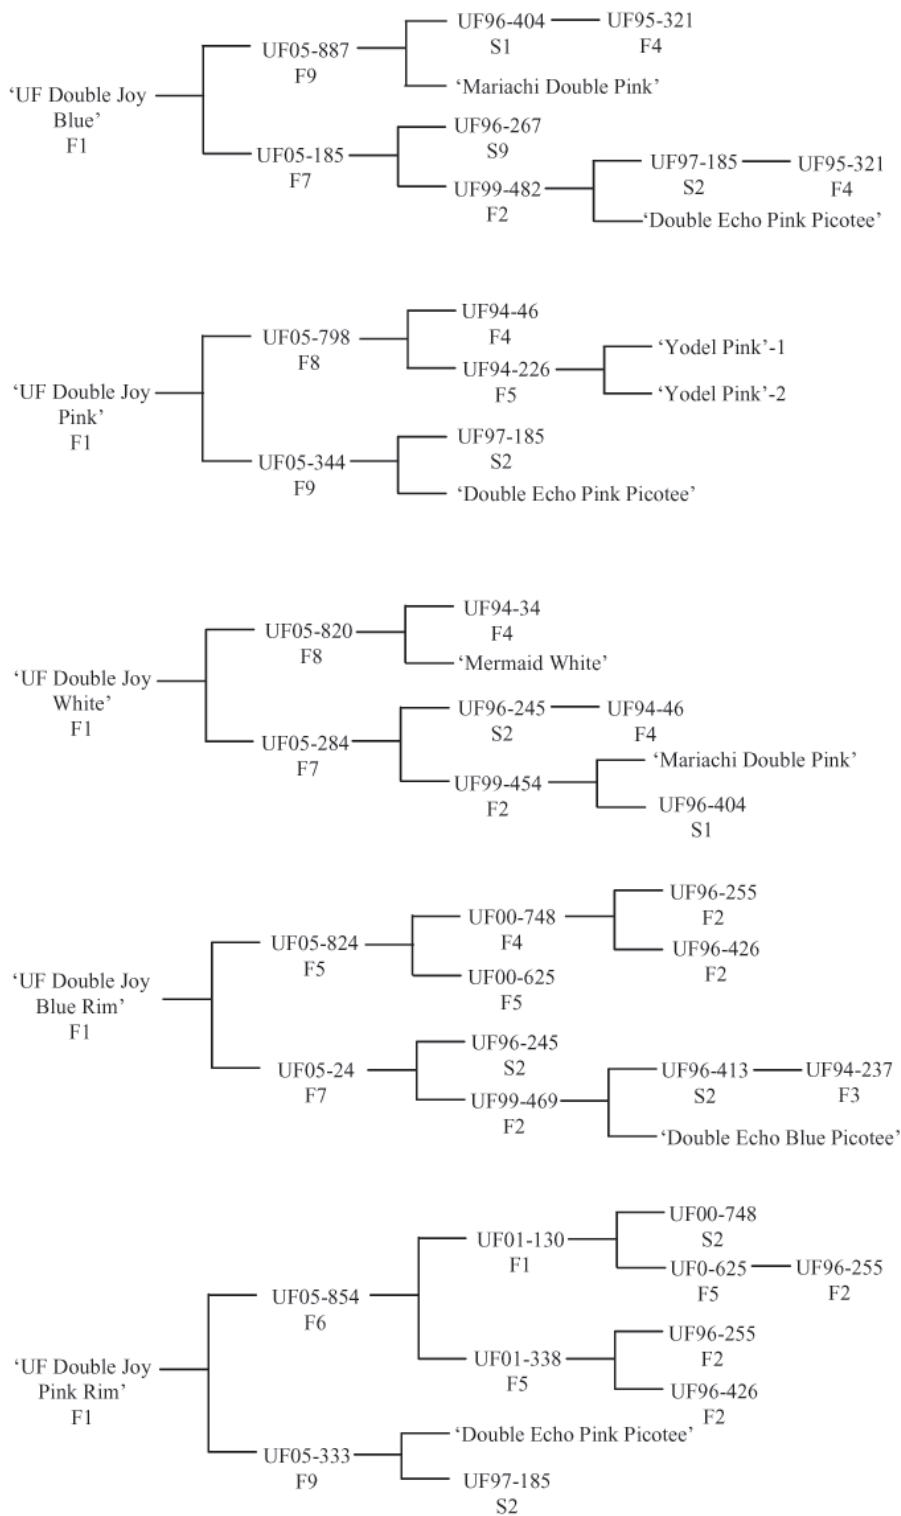 UF96-404
UF95-321
S1
F4
UF05-887
F9
‘Mariachi Double Pink’
‘UF Double Joy
Blue’
F1
UF96-267
S9
UF05-185
F7
UF97-185
UF95-321
S2
F4
UF99-482
F2
‘Double Echo Pink Picotee’
UF94-46
F4
UF05-798
F8
‘Yodel Pink’-1
UF94-226
F5
‘Yodel Pink’-2
‘UF Double Joy
Pink’
F1
UF97-185
S2
UF05-344
F9
‘Double Echo Pink Picotee’
UF94-34
F4
UF05-820
F8
‘Mermaid White’
‘UF Double Joy
White’
F1
UF96-245
UF94-46
S2
F4
UF05-284
F7
‘Mariachi Double Pink’
UF99-454
F2
UF96-404
S1
UF96-255
F2
UF00-748
F4
UF96-426
F2
UF05-824
F5
UF00-625
F5
‘UF Double Joy
Blue Rim’
F1
UF96-245
S2
UF05-24
F7
UF96-413
UF94-237
S2
F3
UF99-469
F2
‘Double Echo Blue Picotee’
UF00-748
S2
UF01-130
F1
UF0-625
UF96-255
F5
F2
UF05-854
F6
UF96-255
F2
UF01-338
F5
UF96-426
F2
‘UF Double Joy
Pink Rim’
F1
‘Double Echo Pink Picotee’
UF05-333
F9
UF97-185
S2